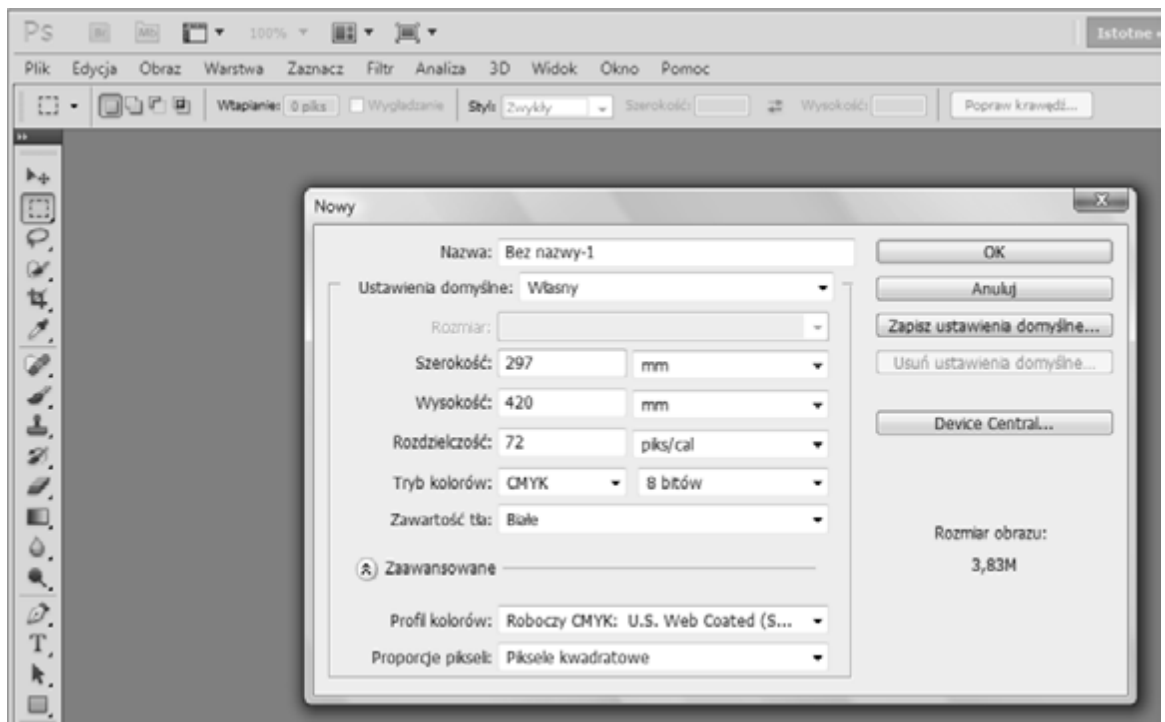 Ps Br Mb 100% Istotne
Plik Edycja Obraz Warstwa Zaznacz Filtr Analiza 3D Widok Okno Pomoc
Wtapianie: 0 piks Wygładzanie Styl: Zwykły Szerokość: Wysokość: Popraw krawędź...
Nowy
Nazwa: Bez nazwy-1 OK
Ustawienia domyślne: Własny Anuluj
Rozmiar: Zapisz ustawienia domyślne...
Szerokość: 297 mm Usuń ustawienia domyślne...
Wysokość: 420 mm
Device Central...
Rozdzielczość: 72 piks/cal
Tryb kolorów: CMYK 8 bitów
Zawartość tła: Białe
Rozmiar obrazu:
Zaawansowane
3,83M
Profil kolorów: Roboczy CMYK: U.S. Web Coated (S...
Proporcje pikseli: Piksele kwadratowe
T